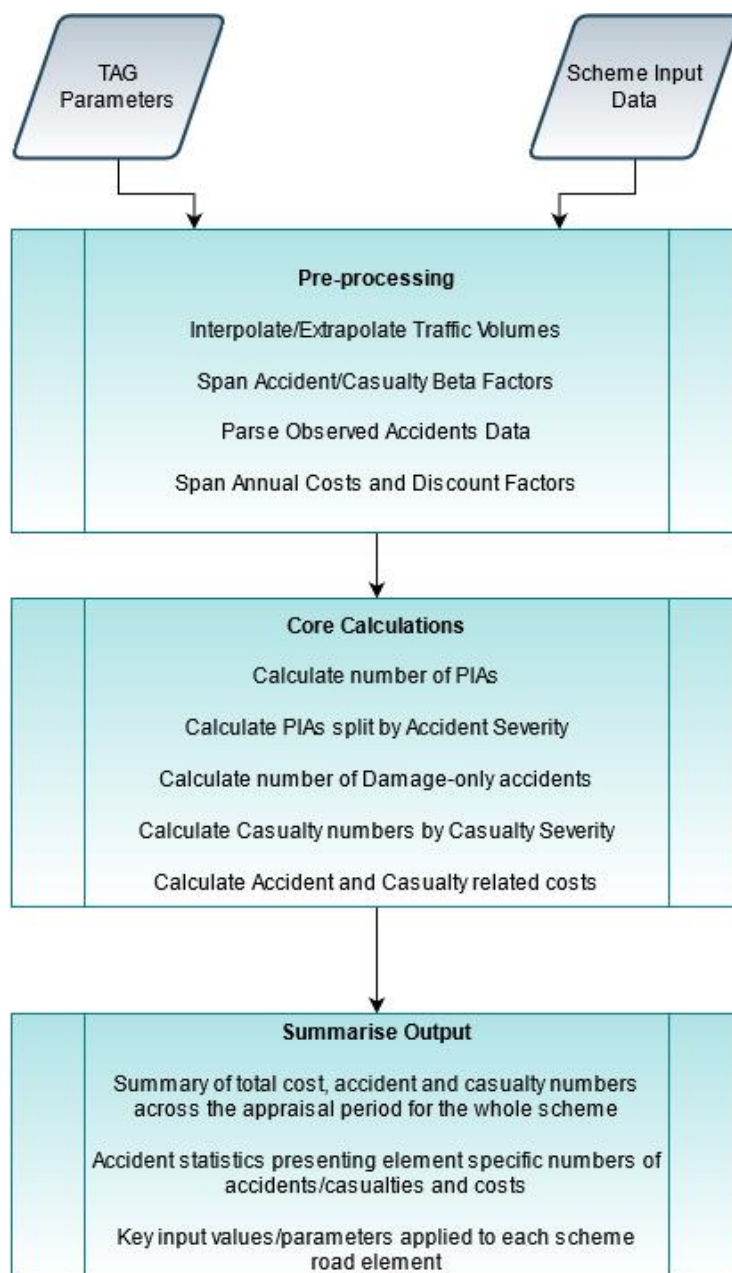 TAG
Parameters
Scheme Input
Data
Pre-processing
Interpolate/Extrapolate Traffic Volumes
Span Accident/Casualty Beta Factors
Parse Observed Accidents Data
Span Annual Costs and Discount Factors
Core Calculations
Calculate number of PIAs
Calculate PIAs split by Accident Severity
Calculate number of Damage-only accidents
Calculate Casualty numbers by Casualty Severity
Calculate Accident and Casualty related costs
Summarise Output
Summary of total cost, accident and casualty numbers
across the appraisal period for the whole scheme
Accident statistics presenting element specific numbers of
accidents/casualties and costs
Key input values/parameters applied to each scheme
road element